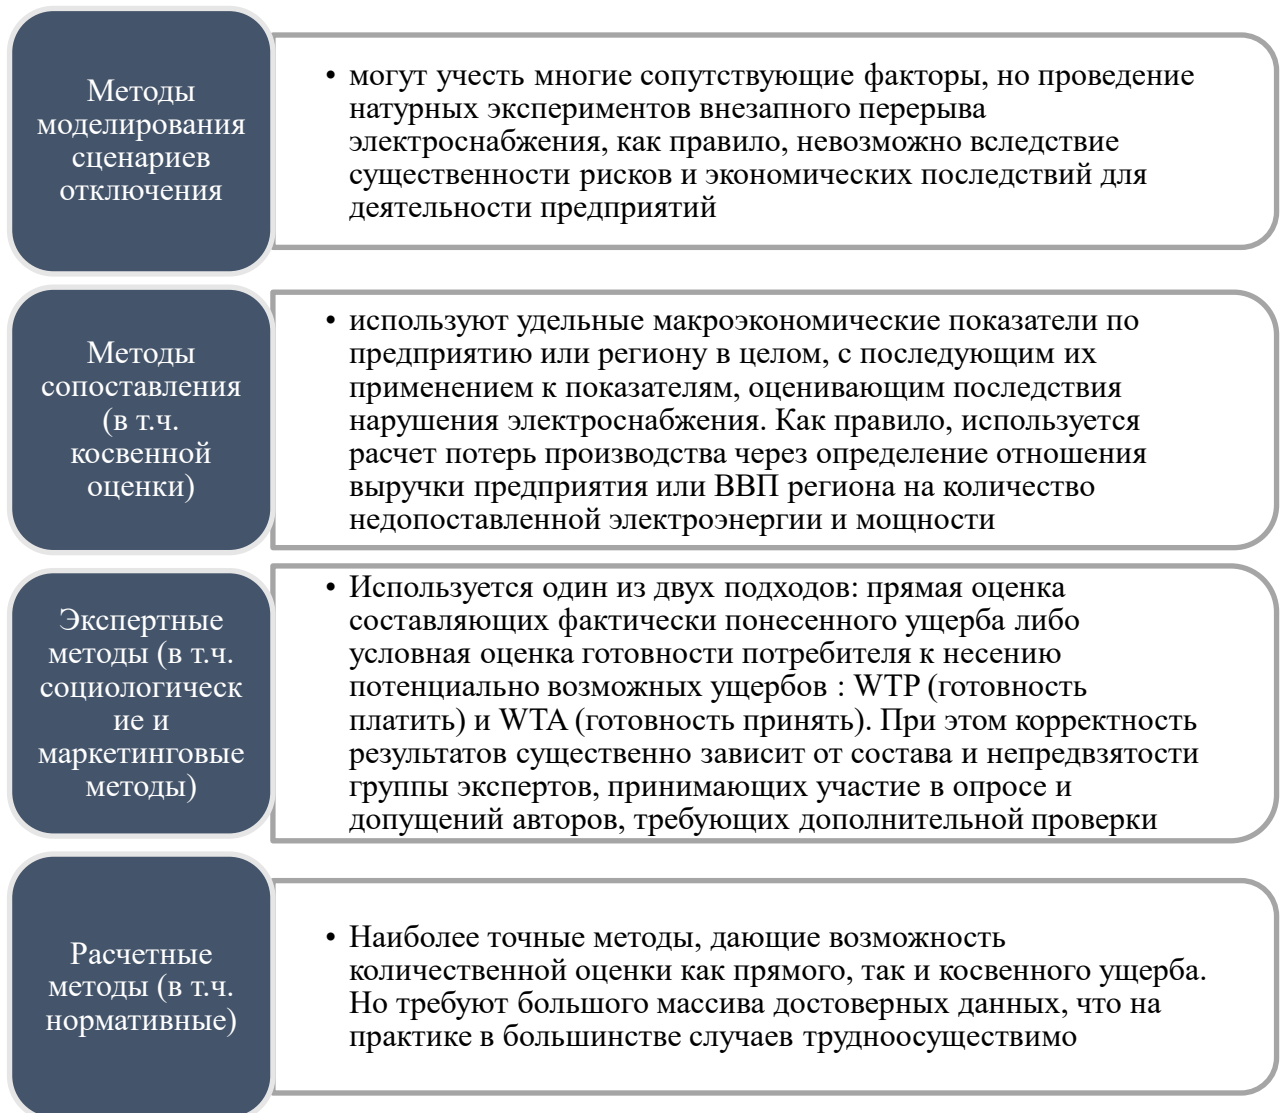 Методы
моделирования
сценариев
отключения
• могут учесть многие сопутствующие факторы, но проведение
натурных экспериментов внезапного перерыва
электроснабжения, как правило, невозможно вследствие
существенности рисков и экономических последствий для
деятельности предприятий
Методы
сопоставления
(в т.ч.
косвенной
оценки)
• используют удельные макроэкономические показатели по
предприятию или региону в целом, с последующим их
применением к показателям, оценивающим последствия
нарушения электроснабжения. Как правило, используется
расчет потерь производства через определение отношения
выручки предприятия или ВВП региона на количество
недопоставленной электроэнергии и мощности
Экспертные
методы (в т.ч.
социологическ
ие и
маркетинговые
методы)
• Используется один из двух подходов: прямая оценка
составляющих фактически понесенного ущерба либо
условная оценка готовности потребителя к несению
потенциально возможных ущербов : WTP (готовность
платить) и WTA (готовность принять). При этом корректность
результатов существенно зависит от состава и непредвзятости
группы экспертов, принимающих участие в опросе и
допущений авторов, требующих дополнительной проверки
Расчетные
методы (в т.ч.
нормативные)
• Наиболее точные методы, дающие возможность
количественной оценки как прямого, так и косвенного ущерба.
Но требуют большого массива достоверных данных, что на
практике в большинстве случаев трудноосуществимо